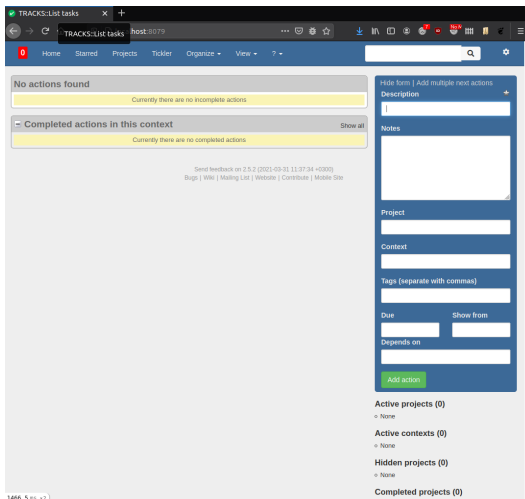 TRACKS::List tasks
TRACKS::List tasks
host:8079
0 Home Starred Projects Tickler Organize View ?
No actions found
Currently there are no incomplete actions
Completed actions in this context Show all
Currently there are no completed actions
Send feedback on 2.5.2 (2021-03-31 11:37:34 +0300)
Bugs | Wiki | Mailing List | Website | Contribute | Mobile Site
Hide form | Add multiple next actions
Description
Notes
Project
Context
Tags (separate with commas)
Due Show from
Depends on
Add action
Active projects (0)
None
Active contexts (0)
None
Hidden projects (0)
None
Completed projects (0)